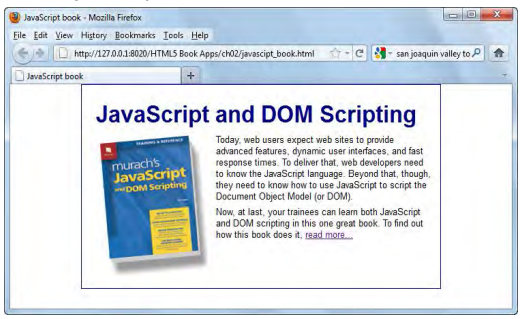 JavaScript book - Mozilla Firefox
File Edit View History Bookmarks Tools Help
http://127.0.0.1:8020/HTML5 Book Apps/ch02/javascipt_book.html
san joaquin valley to
JavaScript book
+
JavaScript and DOM Scripting
TRAINING & REFERENCE
murach's
JavaScript
and DOM Scripting
Today, web users expect web sites to provide
advanced features, dynamic user interfaces, and fast
response times. To deliver that, web developers need
to know the JavaScript language. Beyond that, though,
they need to know how to use JavaScript to script the
Document Object Model (or DOM).
Now, at last, your trainees can learn both JavaScript
and DOM scripting in this one great book. To find out
how this book does it, read more...